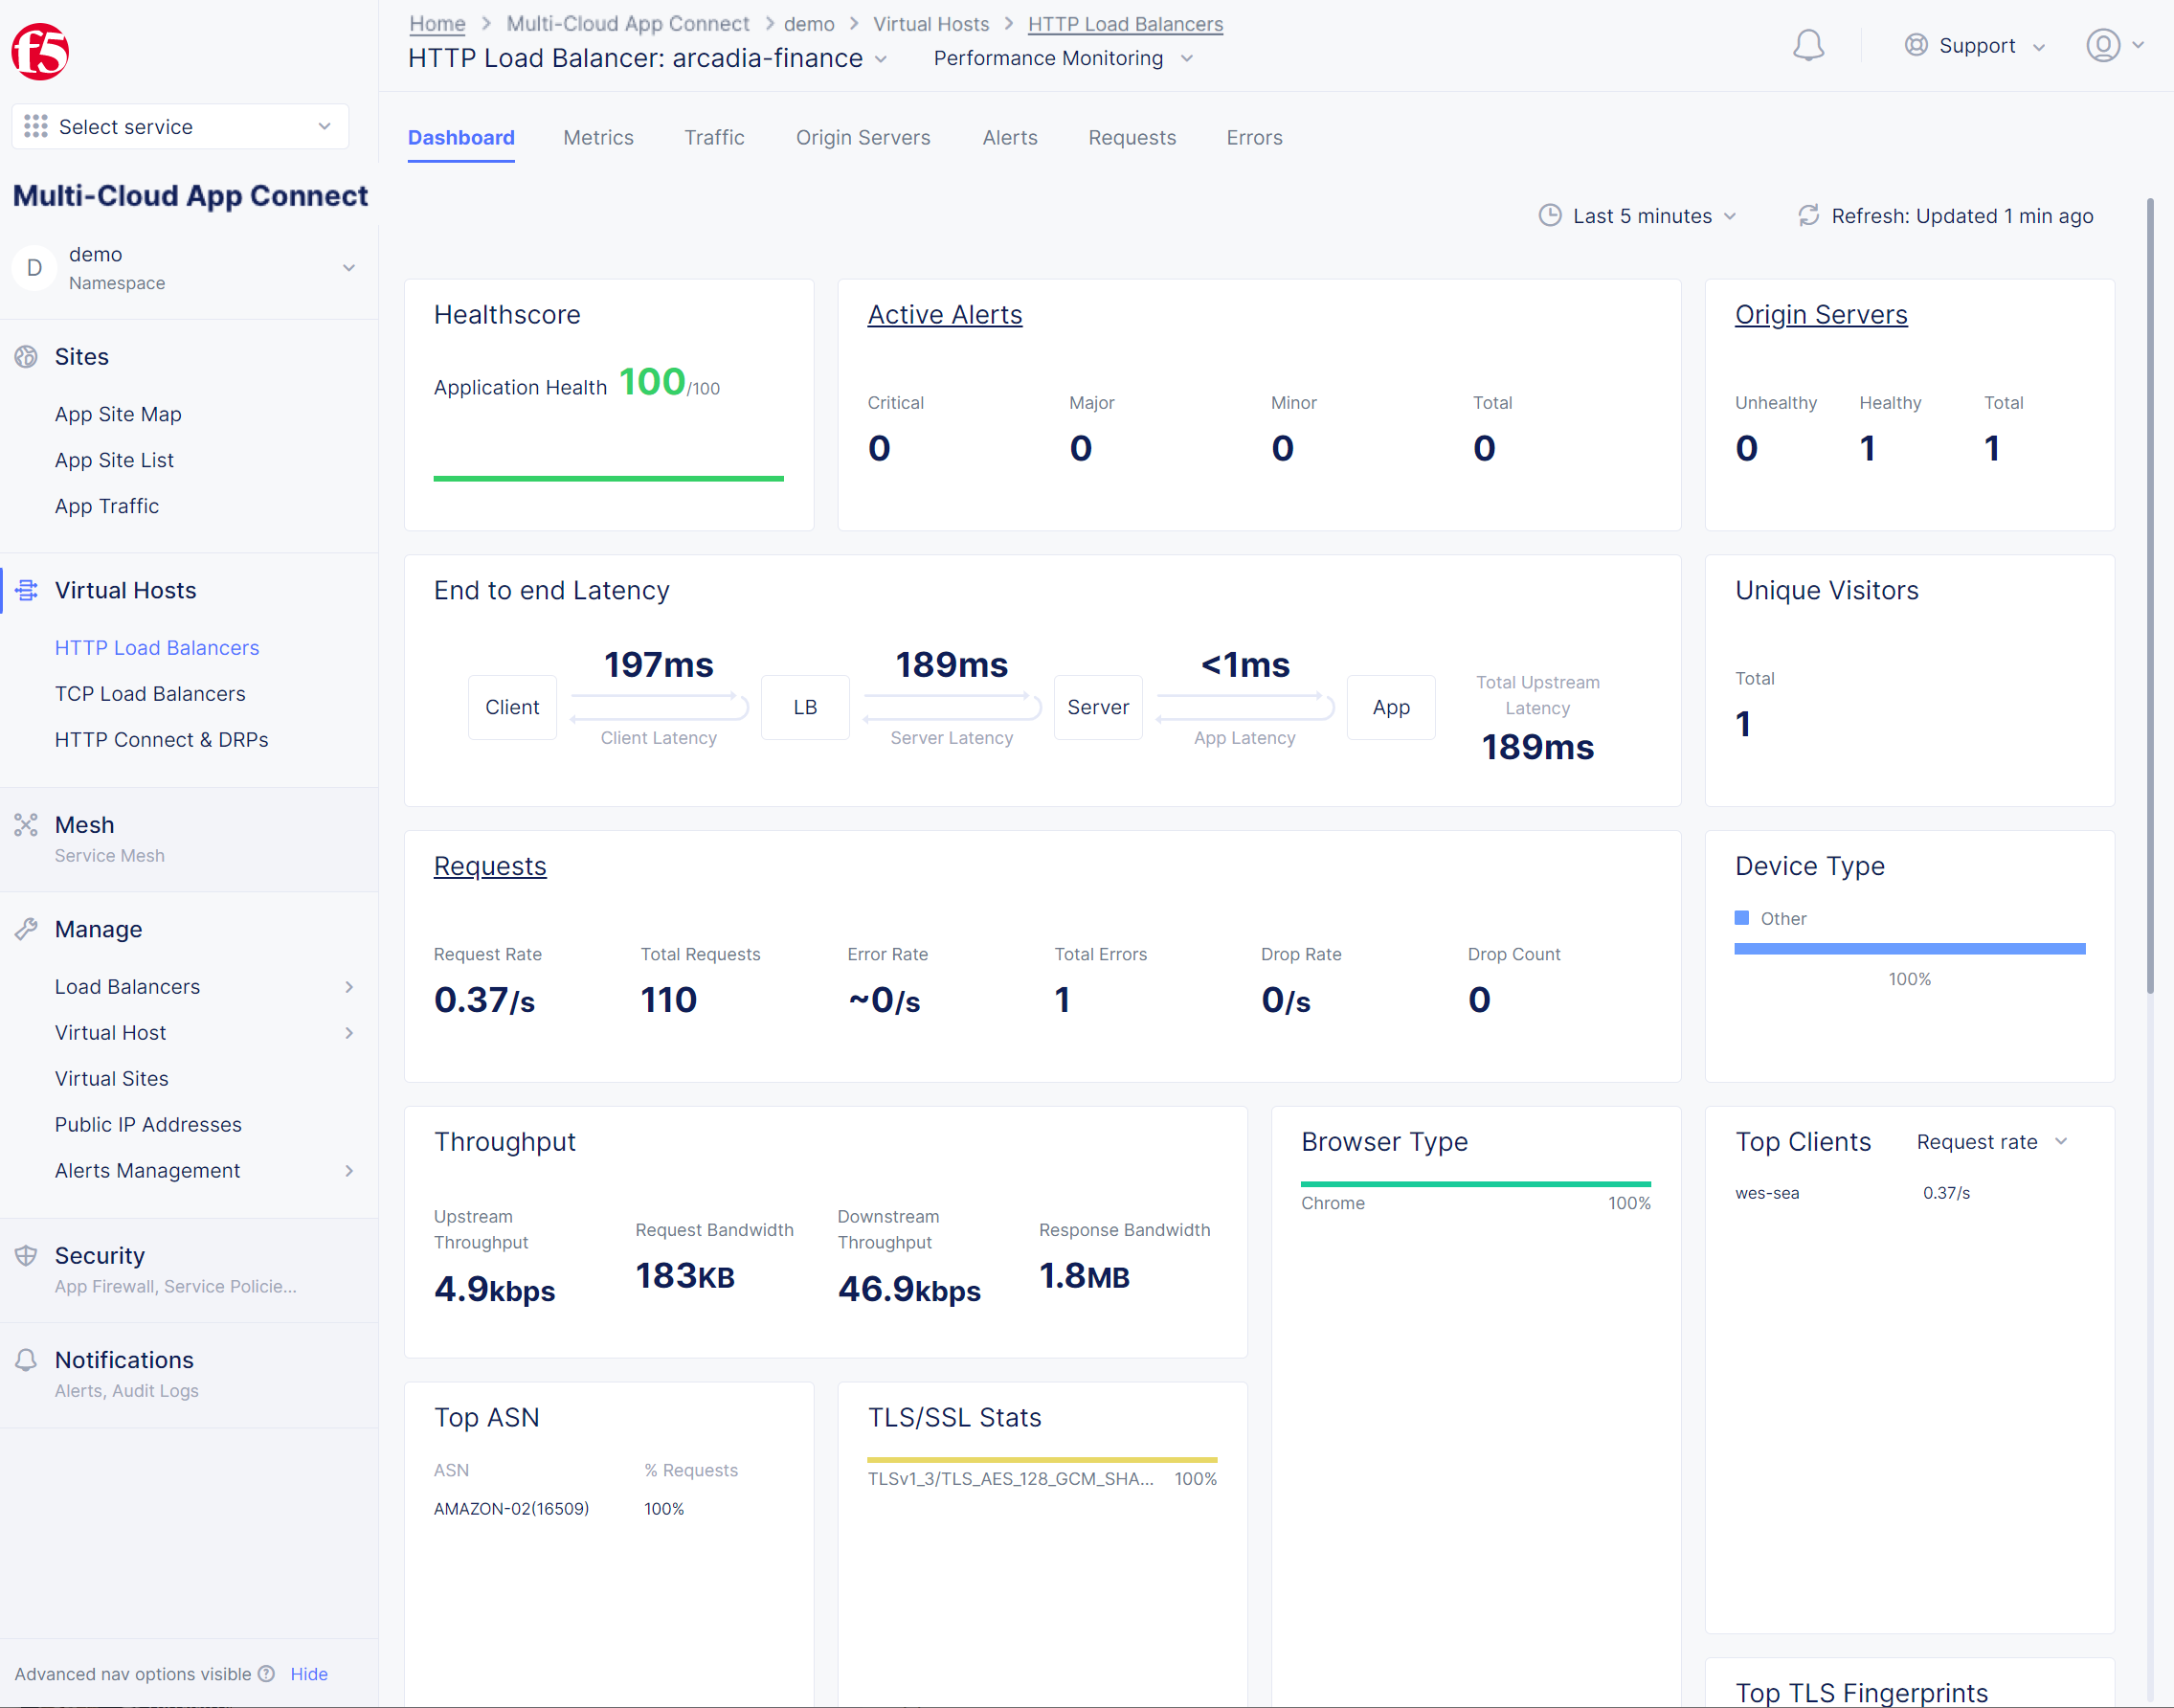 f5
Select service
Multi-Cloud App Connect
D
demo
Namespace
Sites
App Site Map
App Site List
App Traffic
Virtual Hosts
HTTP Load Balancers
TCP Load Balancers
HTTP Connect & DRPs
Mesh
Service Mesh
Manage
Load Balancers
Virtual Host
Virtual Sites
Public IP Addresses
Alerts Management
Security
App Firewall, Service Policie...
Notifications
Alerts, Audit Logs
Advanced nav options visible ? Hide
Home > Multi-Cloud App Connect > demo > Virtual Hosts > HTTP Load Balancers
HTTP Load Balancer: arcadia-finance Performance Monitoring
Support
Dashboard Metrics Traffic Origin Servers Alerts Requests Errors
Last 5 minutes Refresh: Updated 1 min ago
Healthscore
Application Health 100/100
Active Alerts
Critical Major Minor Total
0 0 0 0
Origin Servers
Unhealthy Healthy Total
0 1 1
End to end Latency
197ms 189ms <1ms
Client LB Server App
Client Latency Server Latency App Latency
Total Upstream
Latency
189ms
Unique Visitors
Total
1
Requests
Request Rate Total Requests Error Rate Total Errors Drop Rate Drop Count
0.37/s 110 ~0/s 1 0/s 0
Device Type
Other
100%
Throughput
Upstream
Throughput
4.9kbps
Request Bandwidth
183KB
Downstream
Throughput
46.9kbps
Response Bandwidth
1.8MB
Browser Type
Chrome 100%
Top Clients Request rate
wes-sea 0.37/s
Top ASN
ASN % Requests
AMAZON-02(16509) 100%
TLS/SSL Stats
TLSv1_3/TLS_AES_128_GCM_SHA... 100%
Top TLS Fingerprints